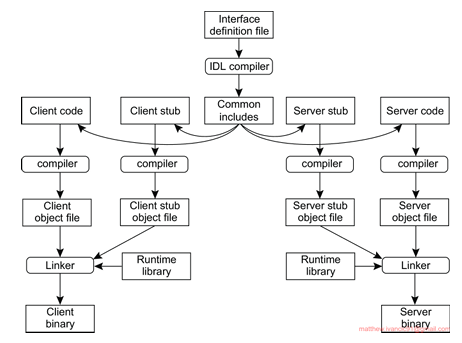 Interface
definition file
IDL compiler
Client code
Client stub
Common
includes
Server stub
Server code
compiler
compiler
compiler
compiler
Client
object file
Client stub
object file
Server stub
object file
Server
object file
Linker
Runtime
library
Runtime
library
Linker
Client
binary
Server
binary